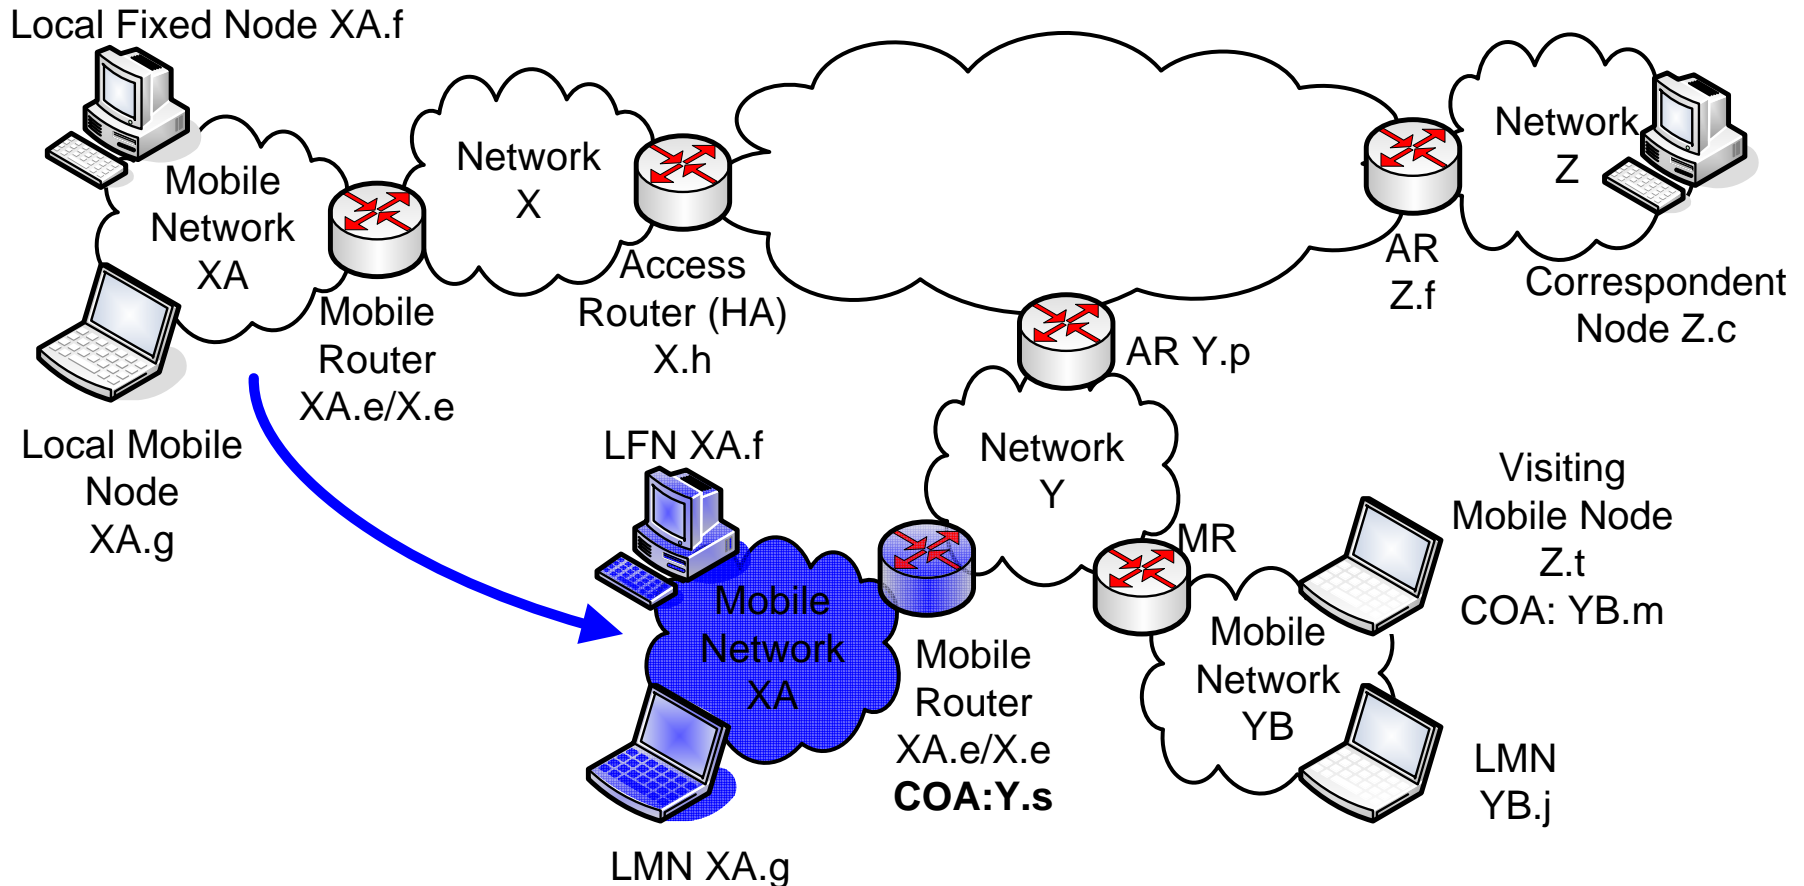 Local Fixed Node XA.f
Mobile
Network
XA
Local Mobile
Node
XA.g
Mobile
Router
XA.e/X.e
Network
X
Access
Router (HA)
X.h
AR
Z.f
Network
Z
Correspondent
Node Z.c
AR Y.p
Network
Y
LFN XA.f
Mobile
Network
XA
LMN XA.g
Mobile
Router
XA.e/X.e
COA:Y.s
MR
Mobile
Network
YB
Visiting
Mobile Node
Z.t
COA: YB.m
LMN
YB.j